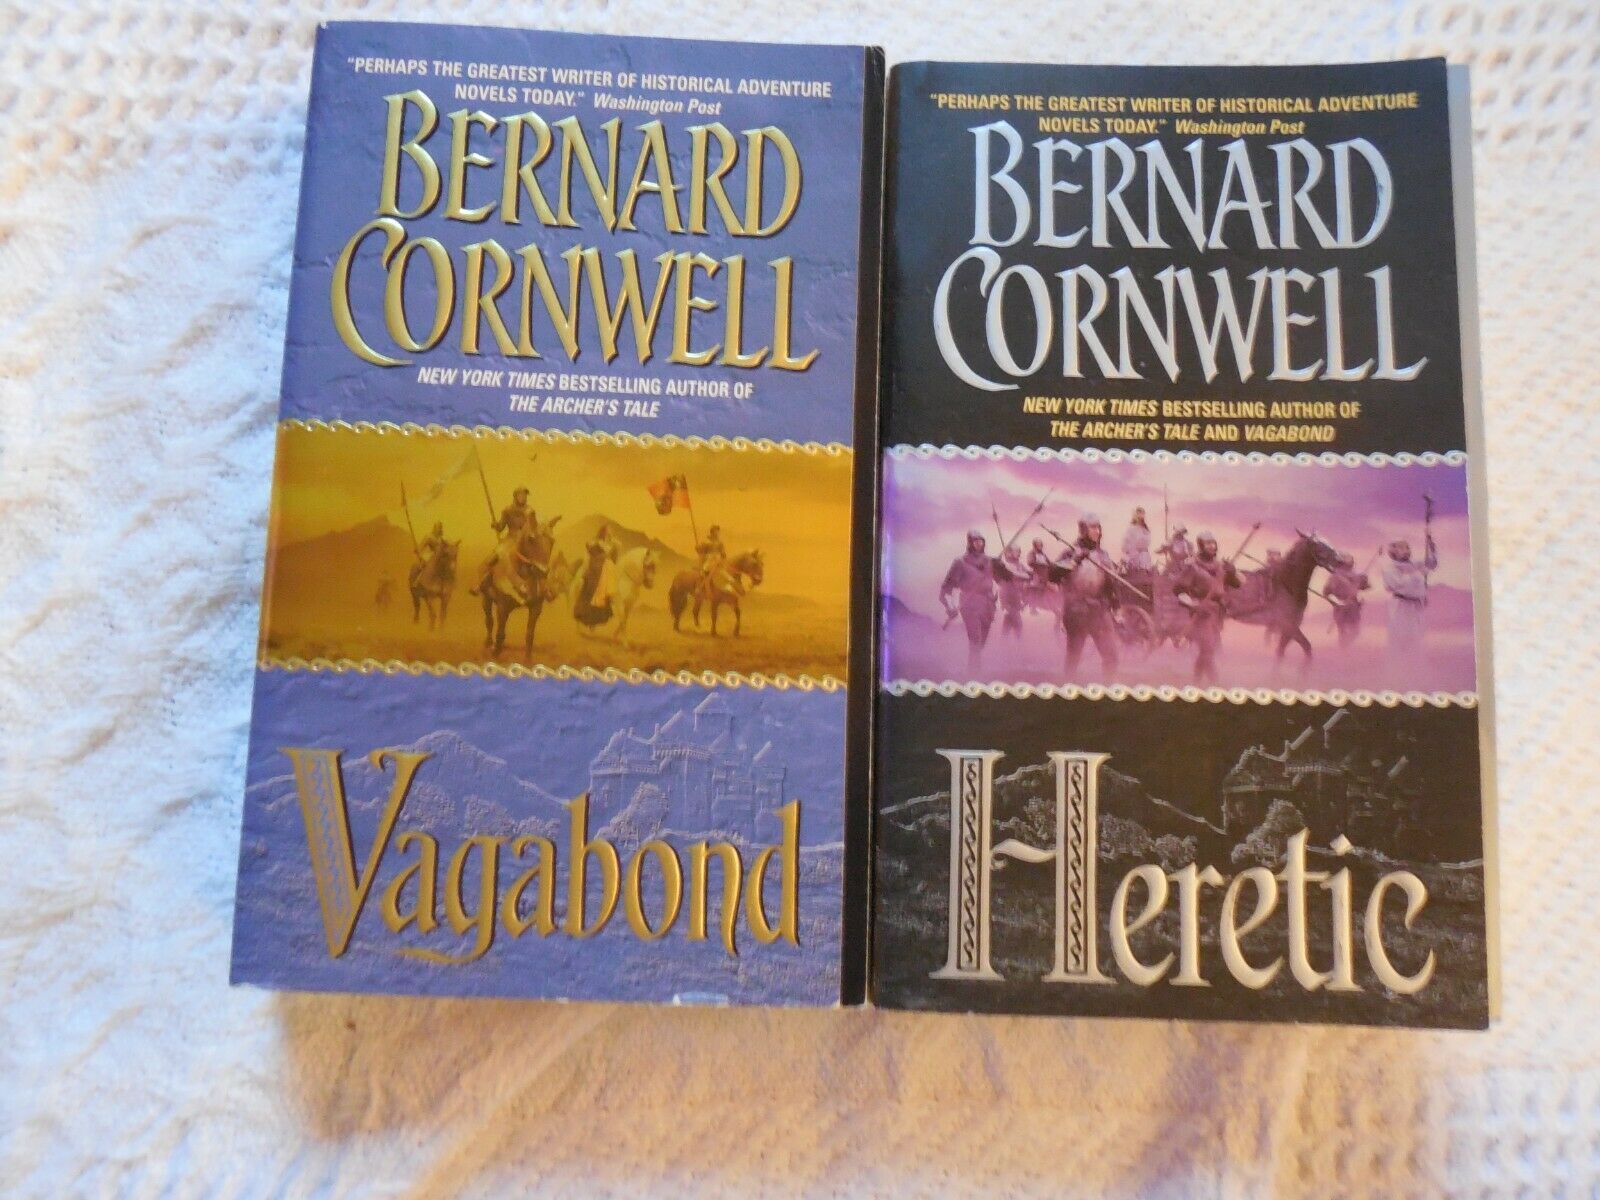 "PERHAPS THE GREATEST WRITER OF HISTORICAL ADVENTURE
NOVELS TODAY." Washington Post
BERNARD
CORNWELL
NEW YORK TIMES BESTSELLING AUTHOR OF
THE ARCHER'S TALE
Vagabond
"PERHAPS THE GREATEST WRITER OF HISTORICAL ADVENTURE
NOVELS TODAY." Washington Post
BERNARD
CORNWELL
NEW YORK TIMES BESTSELLING AUTHOR OF
THE ARCHER'S TALE AND VAGABOND
Heretic